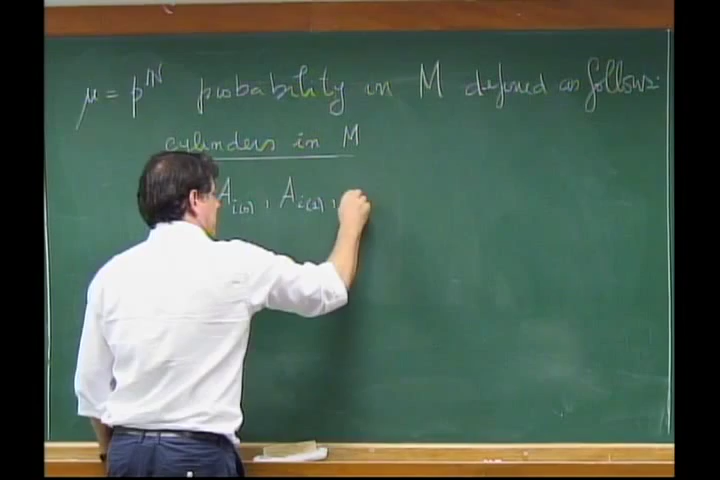 μ = p^ℕ probability in M defined as follows:
cylinders in M
A_{i(0)}, A_{i(1)},